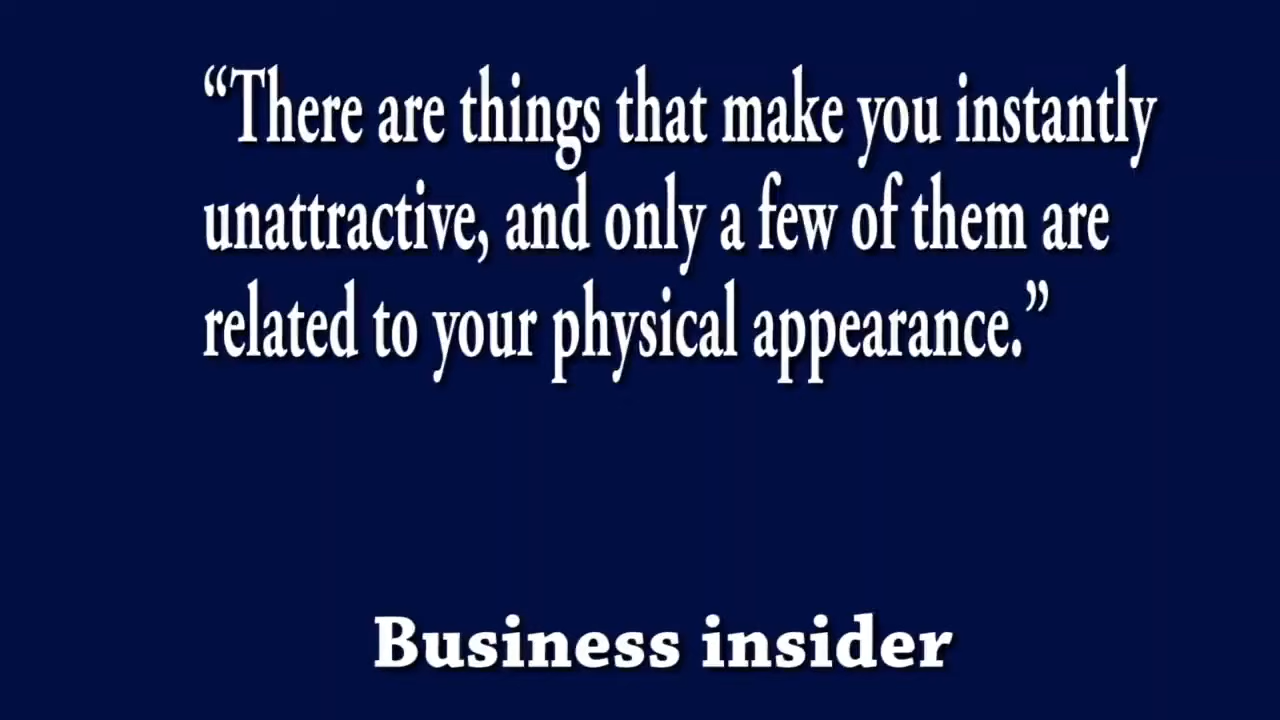 “There are things that make you instantly
unattractive, and only a few of them are
related to your physical appearance.”
Business insider